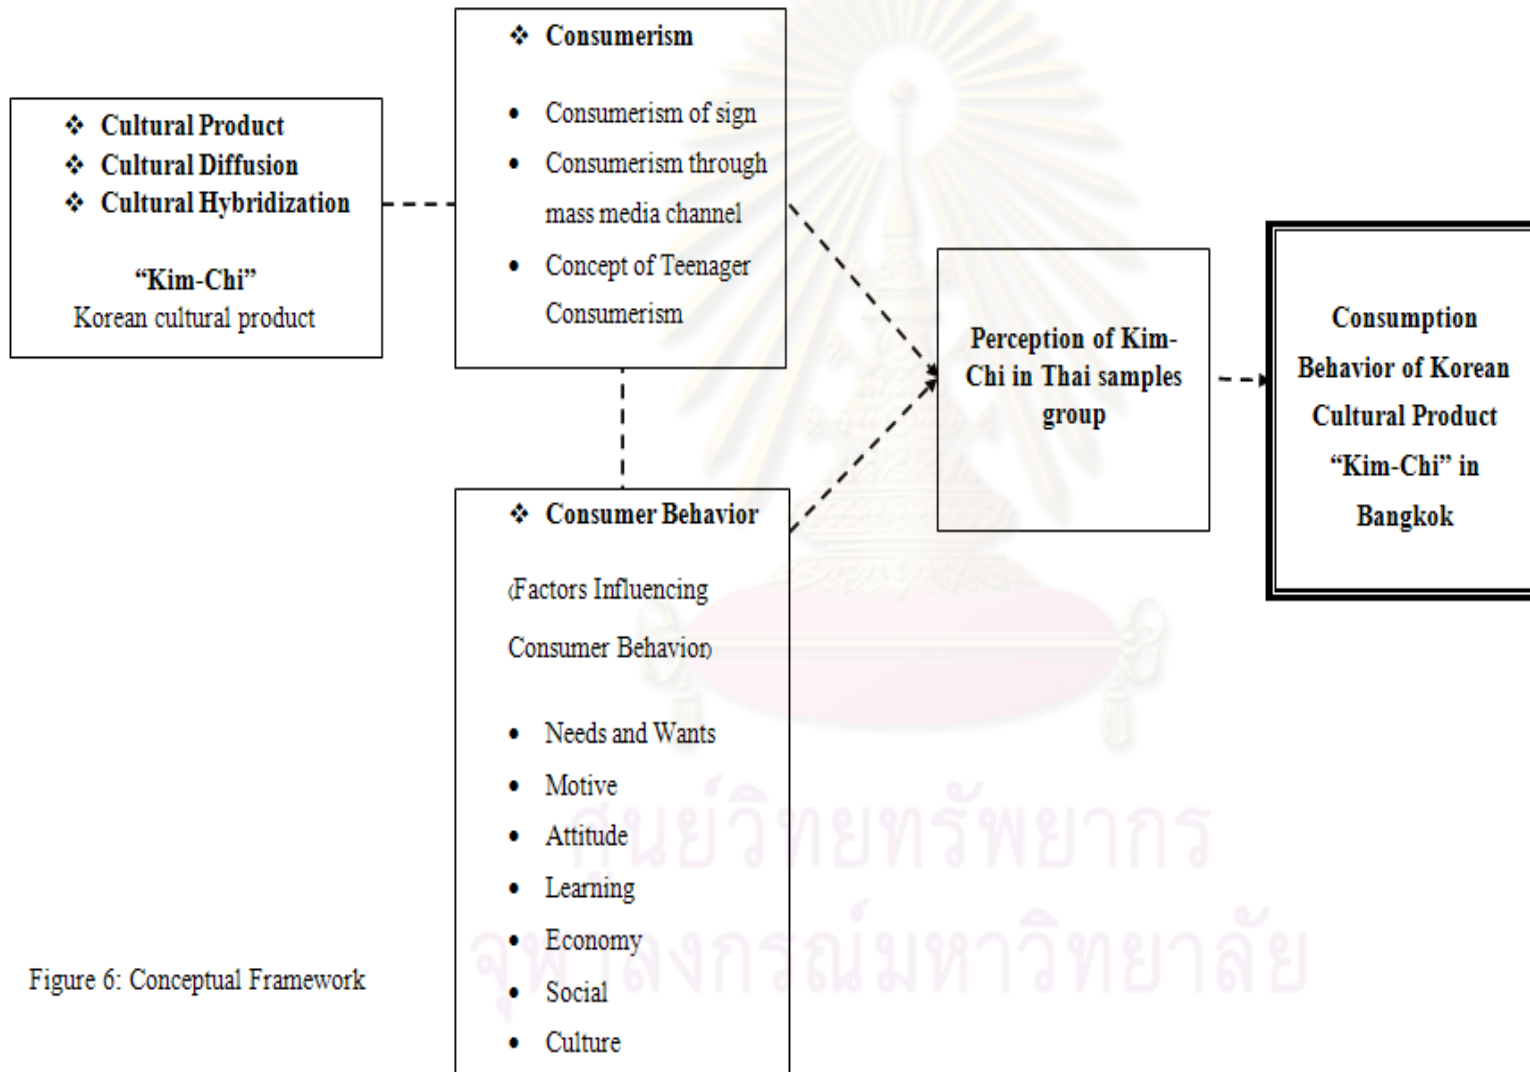 ❖ Cultural Product
❖ Cultural Diffusion
❖ Cultural Hybridization
“Kim-Chi”
Korean cultural product
❖ Consumerism
• Consumerism of sign
• Consumerism through
mass media channel
• Concept of Teenager
Consumerism
❖ Consumer Behavior
(Factors Influencing
Consumer Behavior)
• Needs and Wants
• Motive
• Attitude
• Learning
• Economy
• Social
• Culture
Perception of Kim-
Chi in Thai samples
group
Consumption
Behavior of Korean
Cultural Product
“Kim-Chi” in
Bangkok
Figure 6: Conceptual Framework
ศูนย์วิทยทรัพยากร
จุฬาลงกรณ์มหาวิทยาลัย